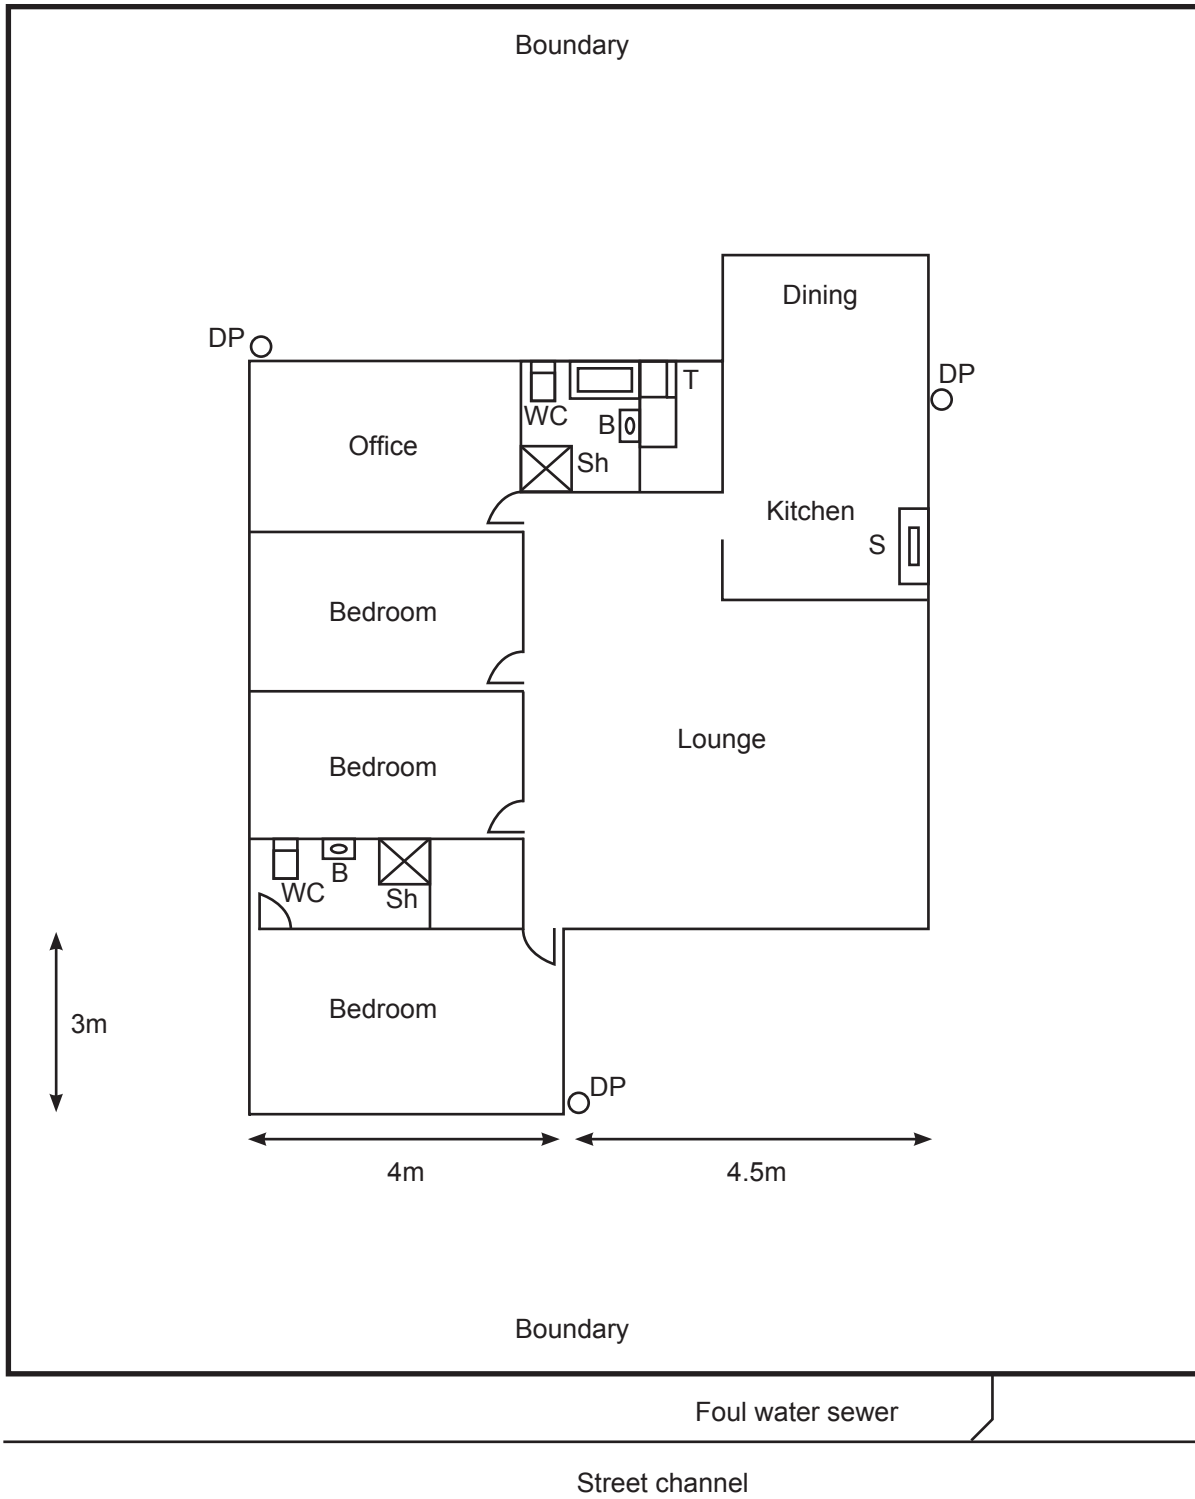 Boundary
Dining
DP
DP
T
WC
B
Office
Sh
Kitchen
S
Bedroom
Lounge
Bedroom
B
WC
Sh
Bedroom
3m
DP
4m
4.5m
Boundary
Foul water sewer
Street channel